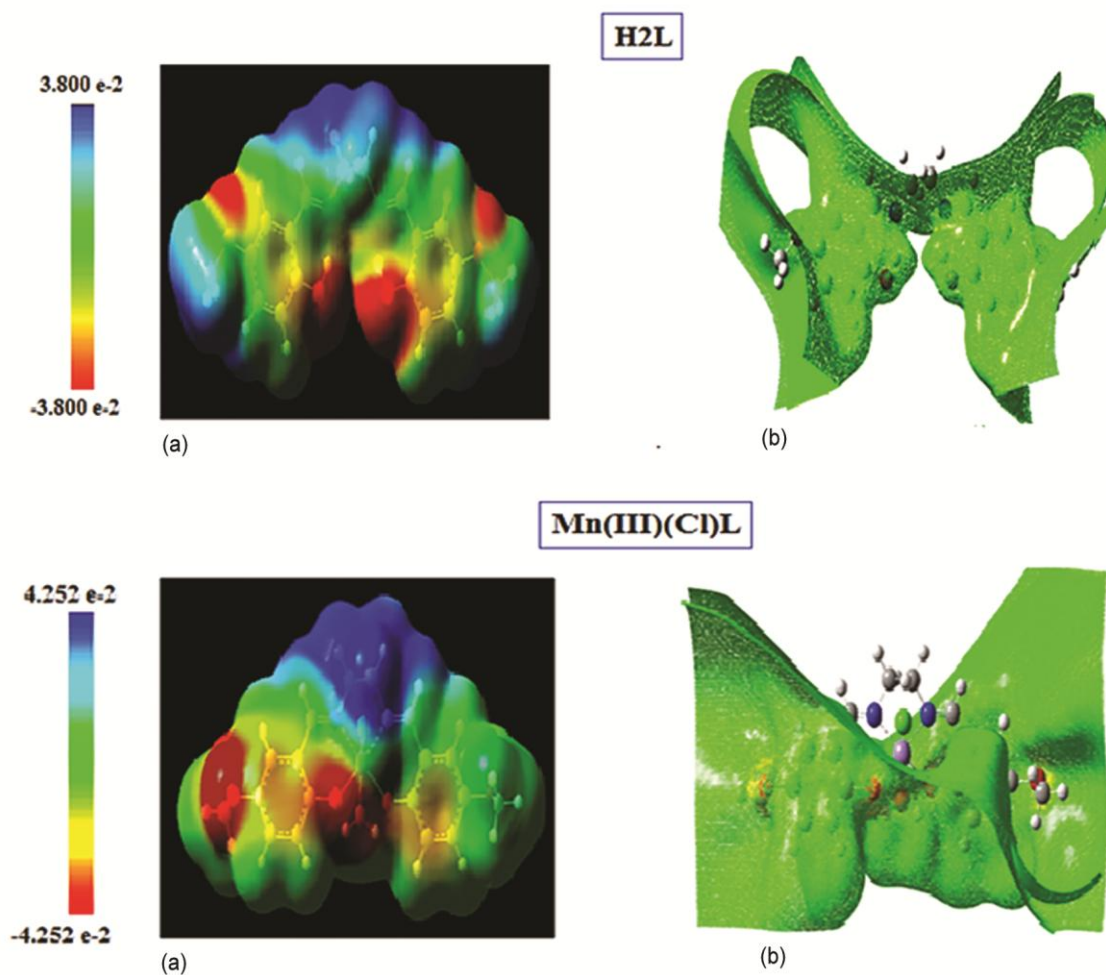 H2L
3.800 e-2
-3.800 e-2
(a)
(b)
Mn(III)(Cl)L
4.252 e-2
-4.252 e-2
(a)
(b)